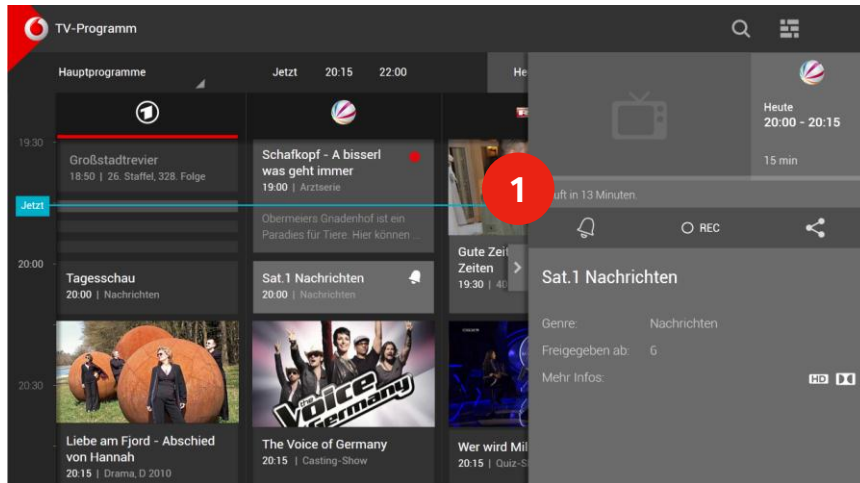 TV-Programm
Hauptprogramme
Jetzt 20:15 22:00
He
19:30
Großstadtrevier
18:50 | 26. Staffel, 328. Folge
Jetzt
20:00
Tagesschau
20:00 | Nachrichten
20:30
Liebe am Fjord - Abschied
von Hannah
20:15 | Drama, D 2010
Schafkopf - A bisserl
was geht immer
19:00 | Arztserie
Obermeiers Gnadenhof ist ein
Paradies für Tiere. Hier können ...
Sat.1 Nachrichten
20:00 | Nachrichten
the
Voice
Germany
The Voice of Germany
20:15 | Casting-Show
Gute Zeit
Zeiten
19:30 | 40
Wer wird Mil
20:15 | Quiz-S
1
Heute
20:00 - 20:15
15 min
uft in 13 Minuten.
REC
Sat.1 Nachrichten
Genre: Nachrichten
Freigegeben ab: 6
Mehr Infos: HD